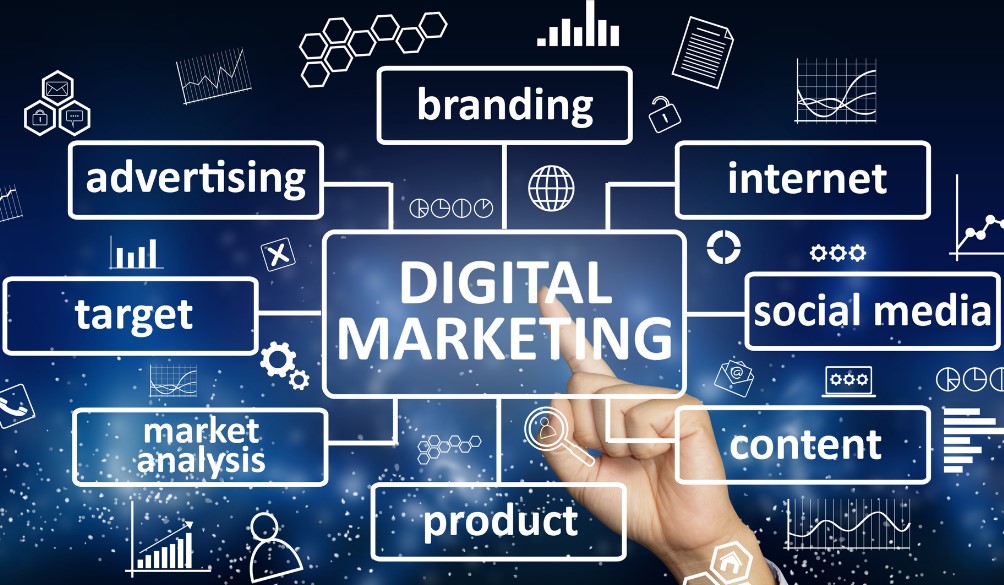 branding
advertising
internet
DIGITAL
MARKETING
target
social media
market
analysis
content
product